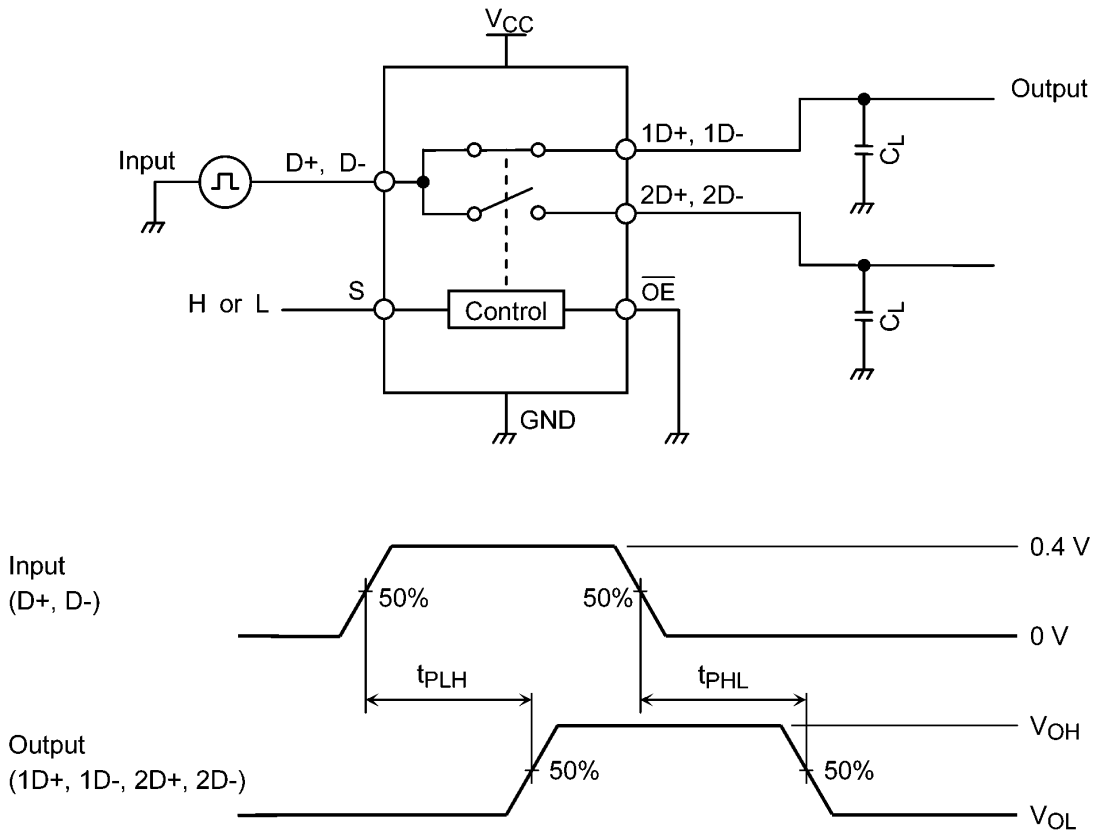 VCC
Output
1D+, 1D-
Input
D+, D-
CL
2D+, 2D-
S
OE
H or L
Control
CL
GND
0.4 V
Input
(D+, D-)
50%
50%
0 V
tPLH
tPHL
VOH
Output
(1D+, 1D-, 2D+, 2D-)
50%
50%
VOL